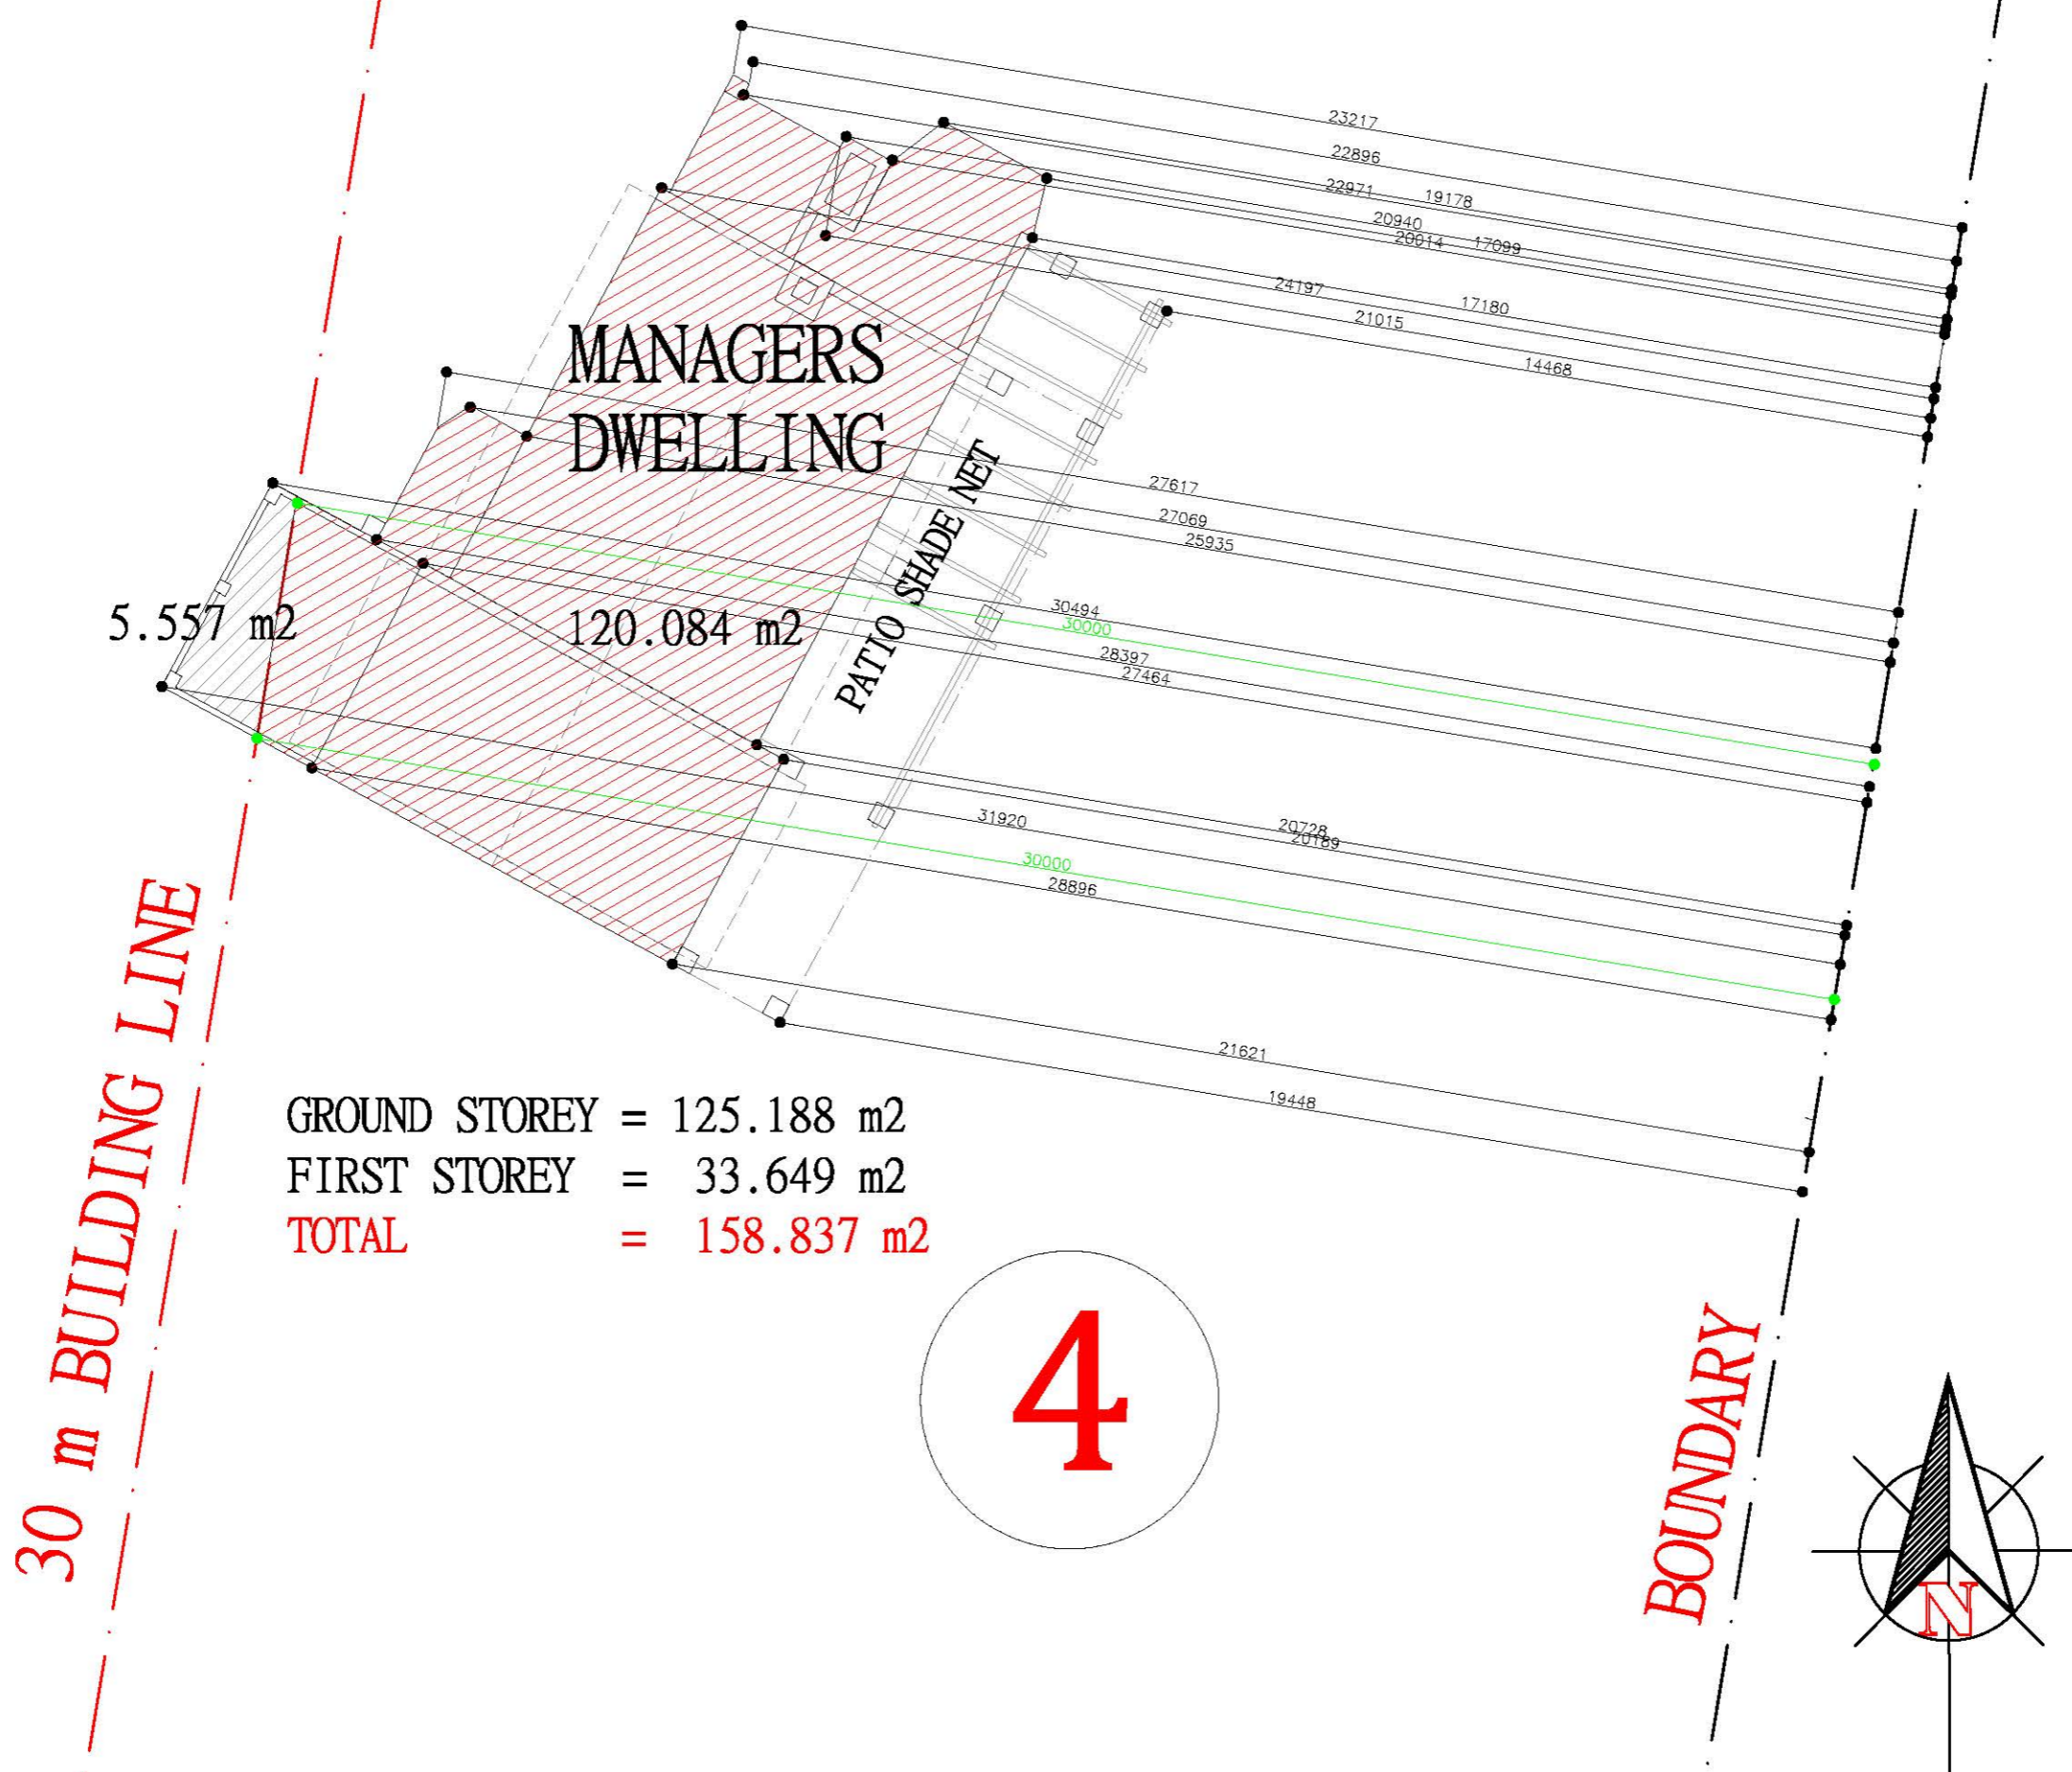 23217
22896
22971
19178
20940
20014
17099
24197
17180
21015
14468
MANAGERS
DWELLING
27617
27069
25935
PATIO SHADE NET
30494
30000
5.557 m2
120.084 m2
28397
27464
31920
20728
20189
30000
28896
21621
19448
30 m BUILDING LINE
GROUND STOREY = 125.188 m2
FIRST STOREY = 33.649 m2
TOTAL = 158.837 m2
4
BOUNDARY
N